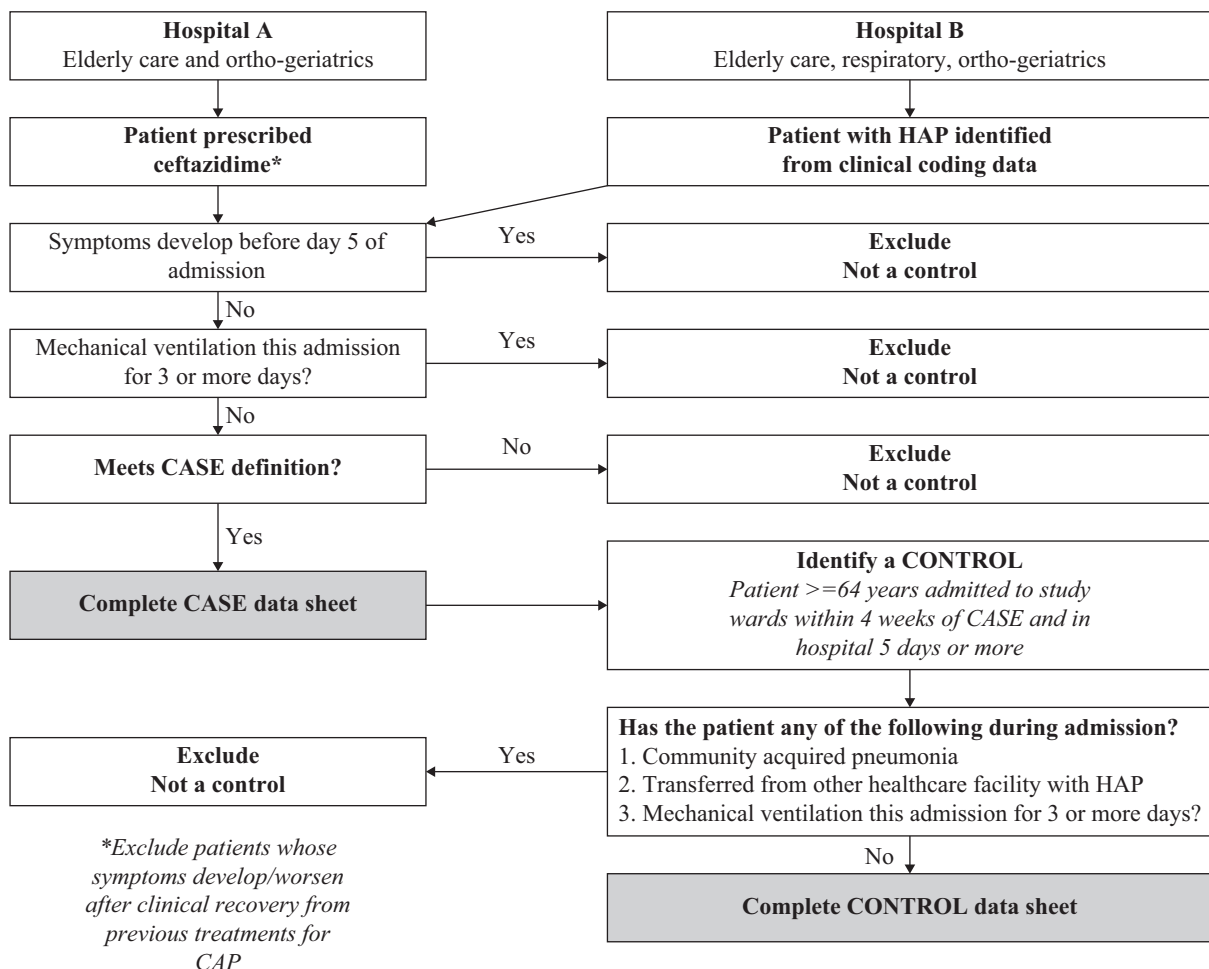 Hospital A
Elderly care and ortho-geriatrics
Hospital B
Elderly care, respiratory, ortho-geriatrics
Patient prescribed
ceftazidime*
Patient with HAP identified
from clinical coding data
Symptoms develop before day 5 of
admission
Yes
Exclude
Not a control
No
Mechanical ventilation this admission
for 3 or more days?
Yes
Exclude
Not a control
No
Meets CASE definition?
No
Exclude
Not a control
Yes
Complete CASE data sheet
Identify a CONTROL
Patient >=64 years admitted to study
wards within 4 weeks of CASE and in
hospital 5 days or more
Has the patient any of the following during admission?
1. Community acquired pneumonia
2. Transferred from other healthcare facility with HAP
3. Mechanical ventilation this admission for 3 or more days?
Yes
Exclude
Not a control
No
Complete CONTROL data sheet
*Exclude patients whose
symptoms develop/worsen
after clinical recovery from
previous treatments for
CAP